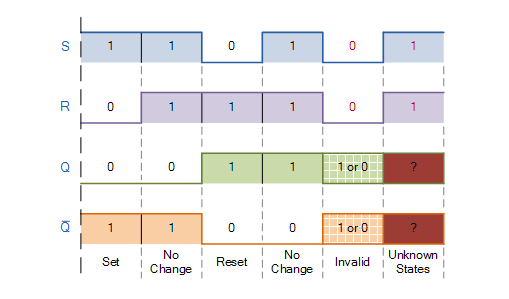 S 1 1 0 1 0 1
R 0 1 1 1 0 1
Q 0 0 1 1 1 or 0 ?
Q̅ 1 1 0 0 1 or 0 ?
Set No Change Reset No Change Invalid Unknown States